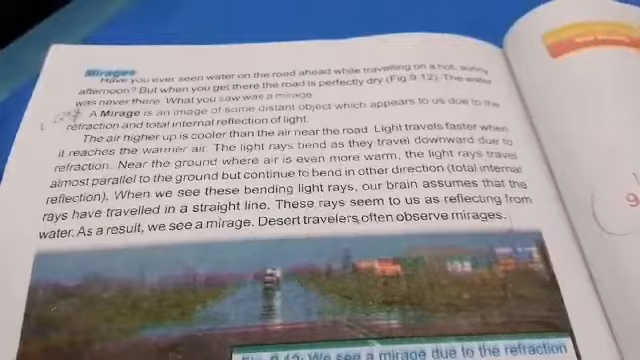 Mirages
Have you ever seen water on the road ahead while travelling on a hot, sunny
afternoon? But when you get there the road is perfectly dry (Fig.9.12). The water
was never there. What you saw was a mirage.
A Mirage is an image of some distant object which appears to us due to the
refraction and total internal reflection of light.
The air higher up is cooler than the air near the road. Light travels faster when
it reaches the warmer air. The light rays bend as they travel downward due to
refraction. Near the ground where air is even more warm, the light rays travel
almost parallel to the ground but continue to bend in other direction (total internal
reflection). When we see these bending light rays, our brain assumes that the
rays have travelled in a straight line. These rays seem to us as reflecting from
water. As a result, we see a mirage. Desert travelers often observe mirages.
Fig 9.12: We see a mirage due to the refraction
9